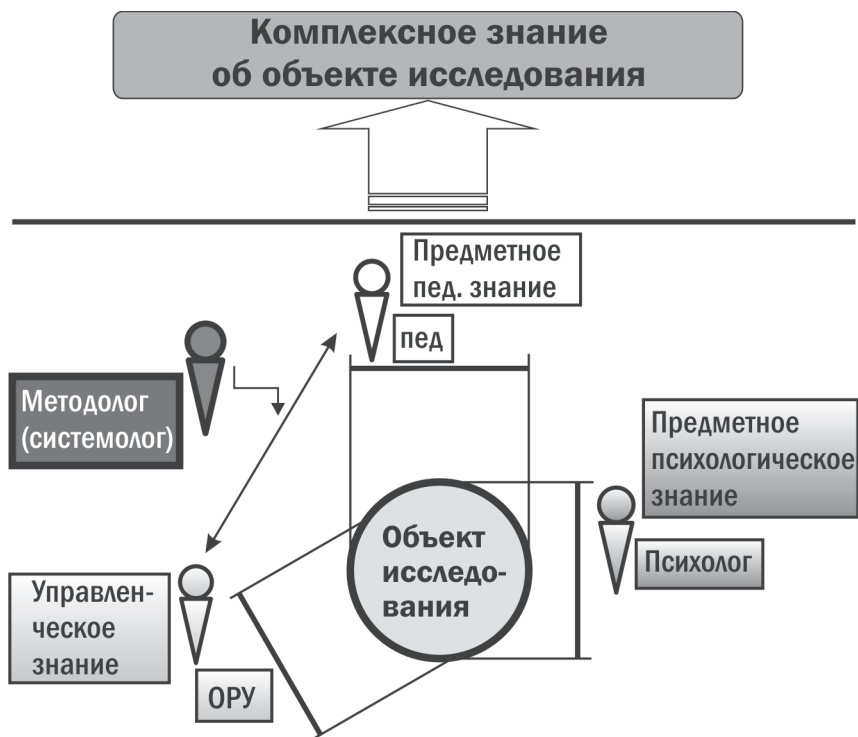 Комплексное знание
об объекте исследования
Предметное
пед. знание
пед
Методолог
(системолог)
Предметное
психологическое
знание
Психолог
Объект
исследо-
вания
Управлен-
ческое
знание
ОРУ